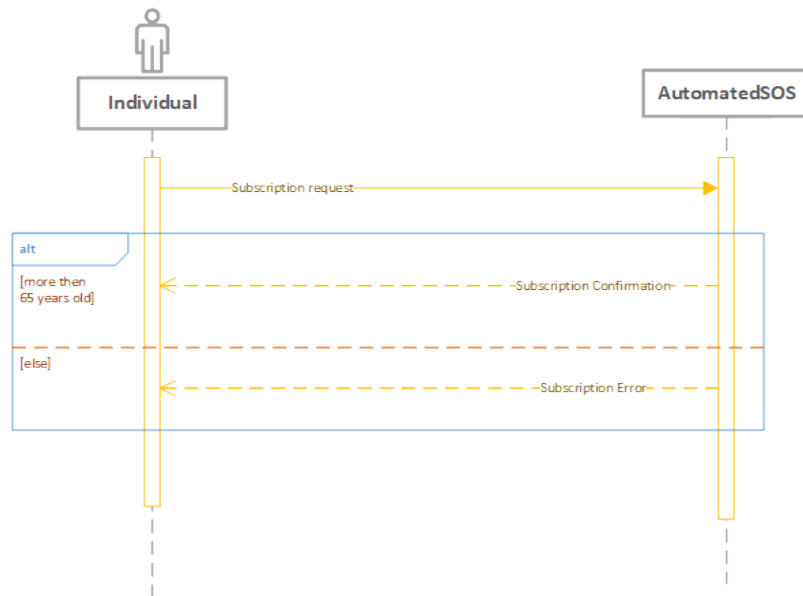 Individual
AutomatedSOS
Subscription request
alt
[more then
65 years old]
Subscription Confirmation
[else]
Subscription Error